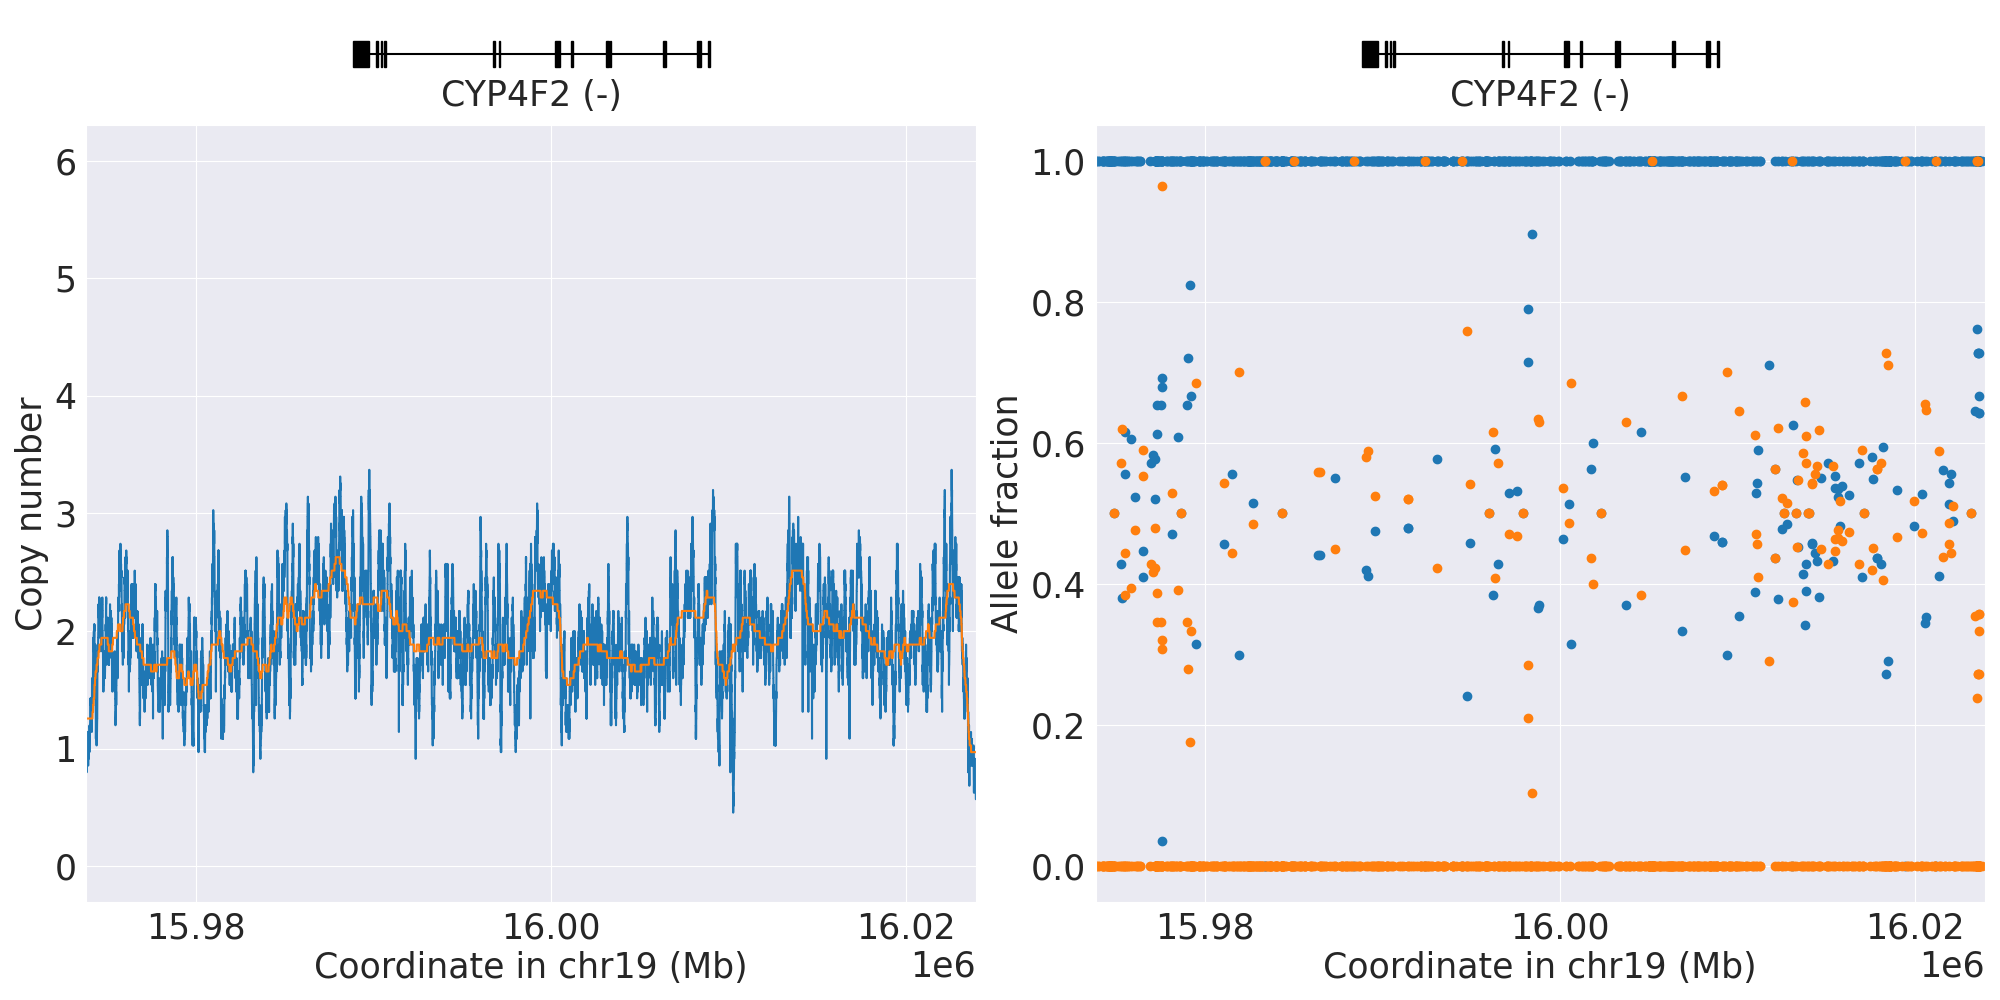 CYP4F2 (-)
CYP4F2 (-)
Copy number
6
5
4
3
2
1
0
15.98 16.00 16.02
Coordinate in chr19 (Mb)
1e6
Allele fraction
1.0
0.8
0.6
0.4
0.2
0.0
15.98 16.00 16.02
Coordinate in chr19 (Mb)
1e6